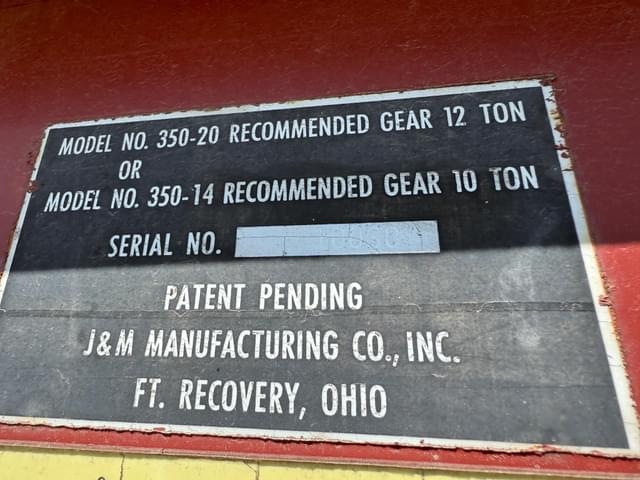 MODEL NO. 350-20 RECOMMENDED GEAR 12 TON
OR
MODEL NO. 350-14 RECOMMENDED GEAR 10 TON
SERIAL NO.
PATENT PENDING
J&M MANUFACTURING CO., INC.
FT. RECOVERY, OHIO